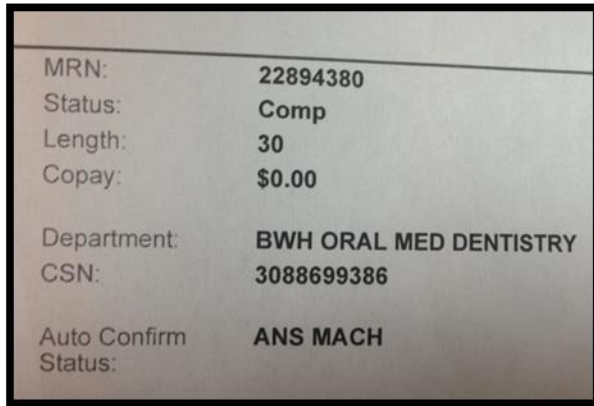 MRN: 22894380
Status: Comp
Length: 30
Copay: $0.00
Department: BWH ORAL MED DENTISTRY
CSN: 3088699386
Auto Confirm ANS MACH
Status: